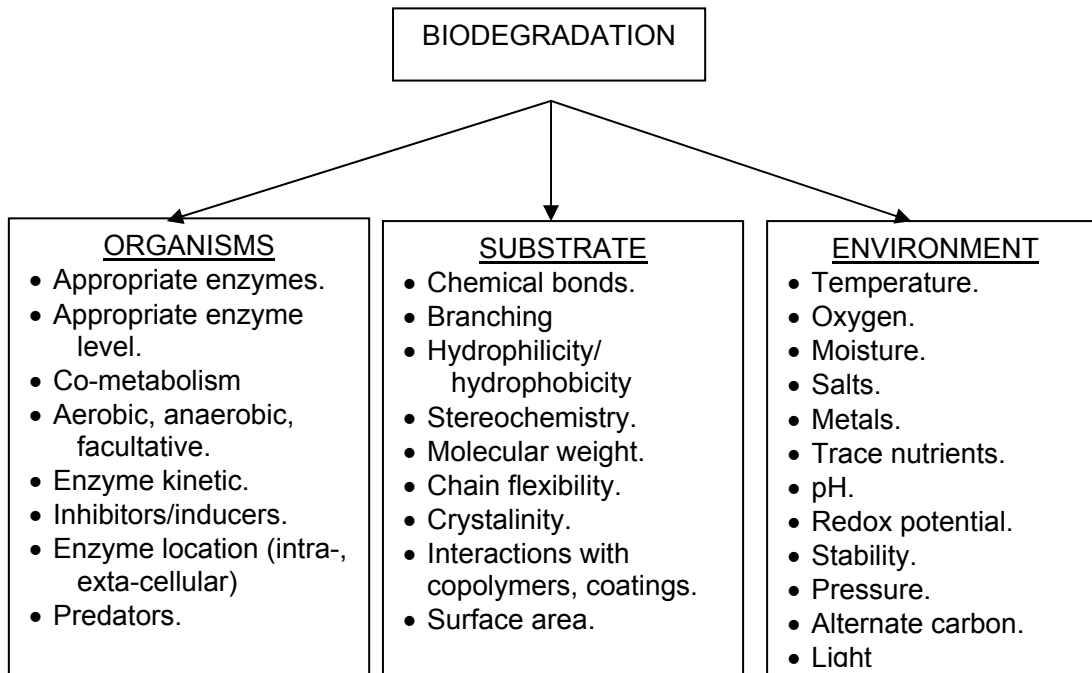 BIODEGRADATION
ORGANISMS
• Appropriate enzymes.
• Appropriate enzyme
level.
• Co-metabolism
• Aerobic, anaerobic,
facultative.
• Enzyme kinetic.
• Inhibitors/inducers.
• Enzyme location (intra-,
exta-cellular)
• Predators.
SUBSTRATE
• Chemical bonds.
• Branching
• Hydrophilicity/
hydrophobicity
• Stereochemistry.
• Molecular weight.
• Chain flexibility.
• Crystalinity.
• Interactions with
copolymers, coatings.
• Surface area.
ENVIRONMENT
• Temperature.
• Oxygen.
• Moisture.
• Salts.
• Metals.
• Trace nutrients.
• pH.
• Redox potential.
• Stability.
• Pressure.
• Alternate carbon.
• Light